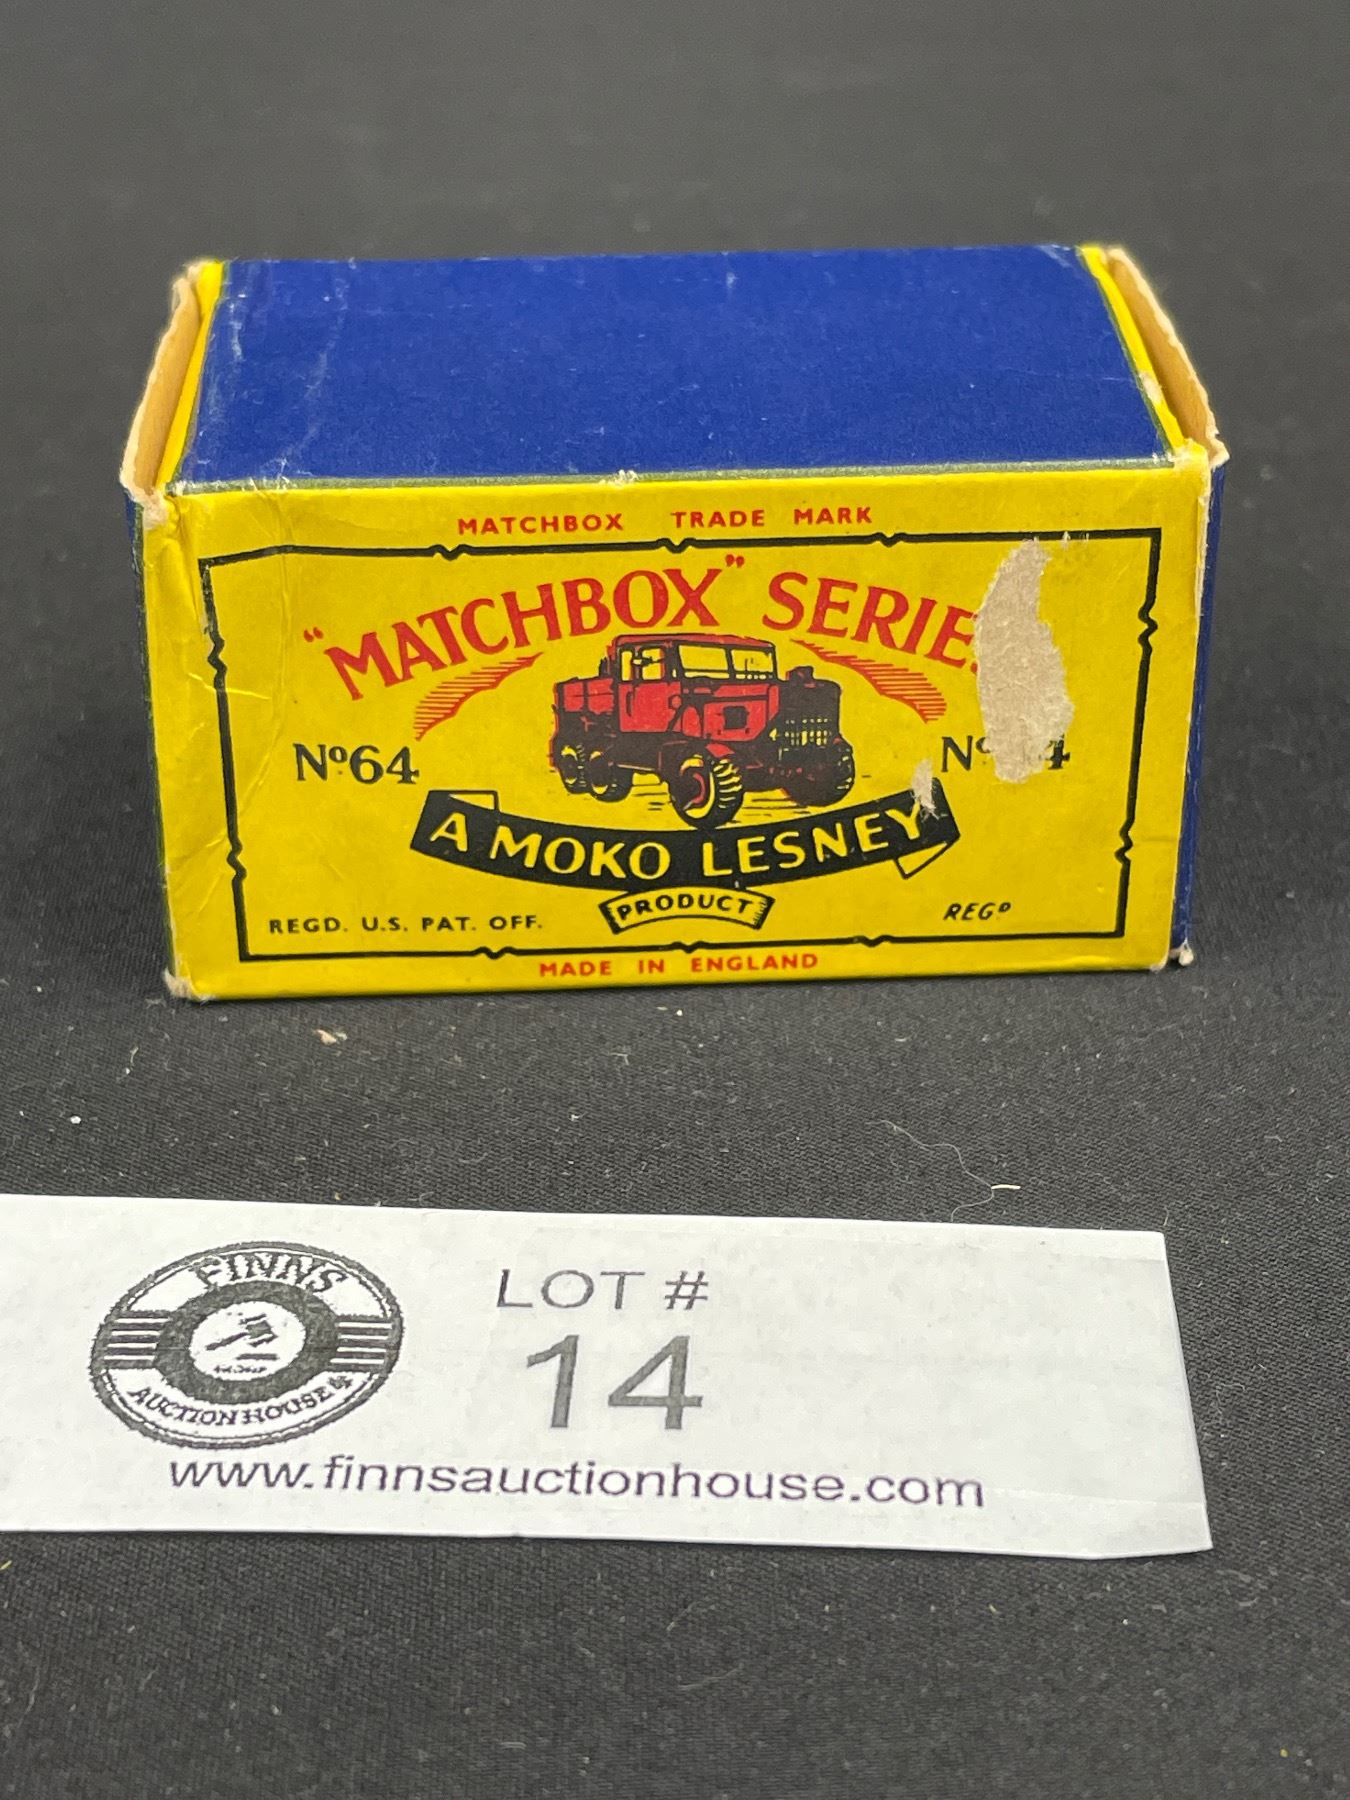 MATCHBOX TRADE MARK
"MATCHBOX" SERIE
Nº64
A MOKO LESNEY
PRODUCT
REGD. U.S. PAT. OFF.
REGD
MADE IN ENGLAND
FINNS
AUCTION HOUSE
LOT #
14
www.finnsauctionhouse.com